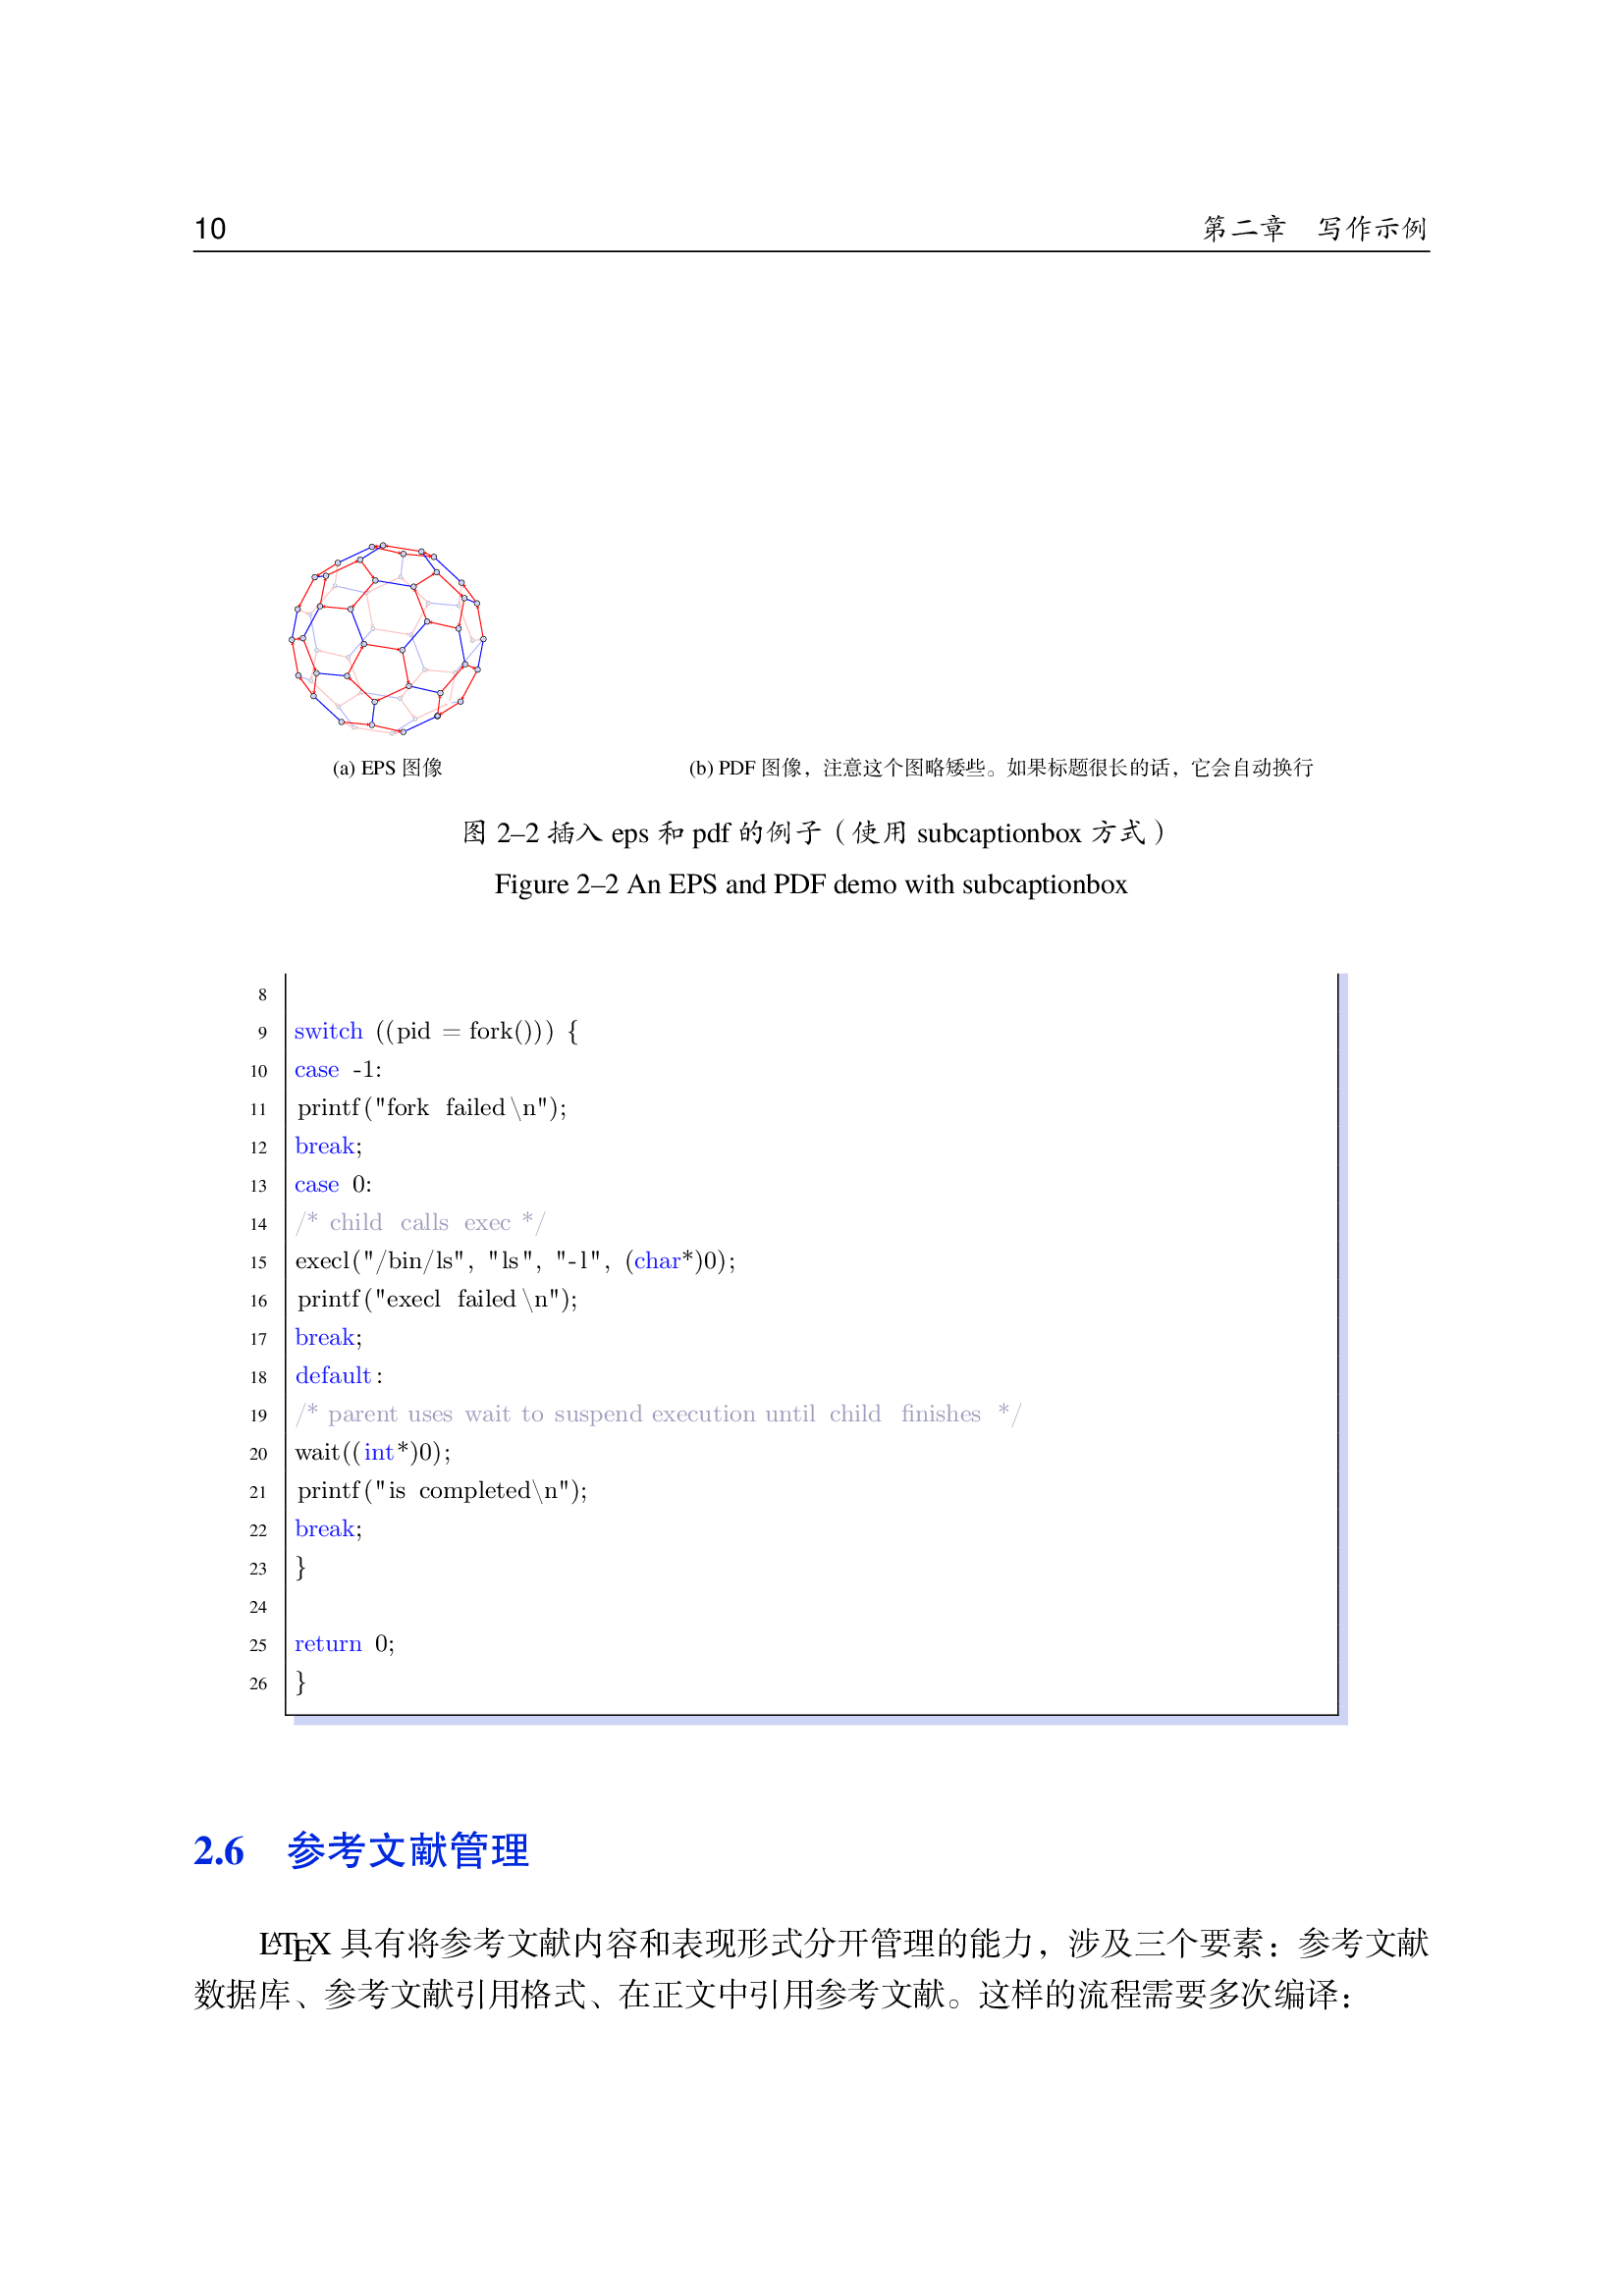 10 第二章 写作示例
(a) EPS 图像 (b) PDF 图像，注意这个图略矮些。如果标题很长的话，它会自动换行
图 2–2 插入 eps 和 pdf 的例子（使用 subcaptionbox 方式）
Figure 2–2 An EPS and PDF demo with subcaptionbox
8
9 switch ((pid = fork())) {
10 case -1:
11 printf("fork failed\n");
12 break;
13 case 0:
14 /* child calls exec */
15 execl("/bin/ls", "ls", "-l", (char*)0);
16 printf("execl failed\n");
17 break;
18 default:
19 /* parent uses wait to suspend execution until child finishes */
20 wait((int*)0);
21 printf("is completed\n");
22 break;
23 }
24
25 return 0;
26 }
2.6 参考文献管理
LATEX 具有将参考文献内容和表现形式分开管理的能力，涉及三个要素：参考文献
数据库、参考文献引用格式、在正文中引用参考文献。这样的流程需要多次编译：